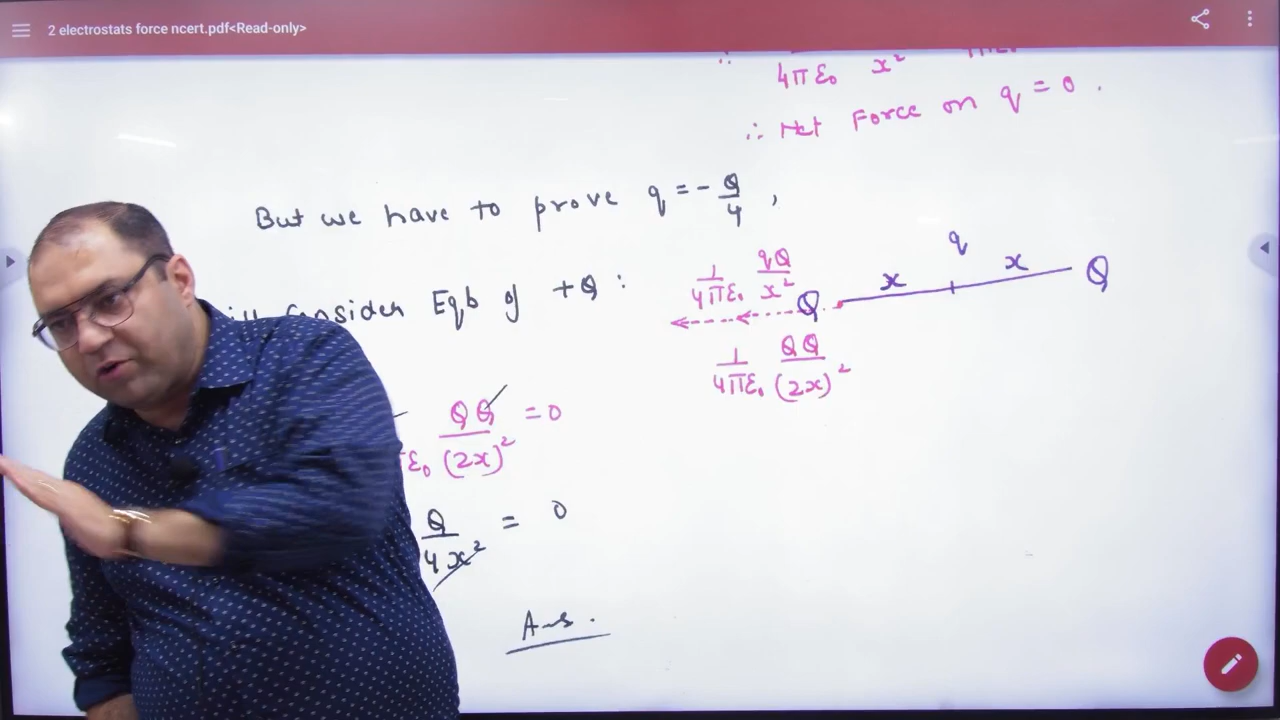 2 electrostats force ncert.pdf<Read-only>
∴
4πε₀ x²
∴ Net Force on q = 0 .
But we have to prove q = - Q/4 ,
Consider Eqb of +Q :
q
x x
Q Q
1/4πε₀ qQ/x²
1/4πε₀ QQ/(2x)²
QQ/ε₀ (2x)² = 0
Q/4x² = 0
Ans .